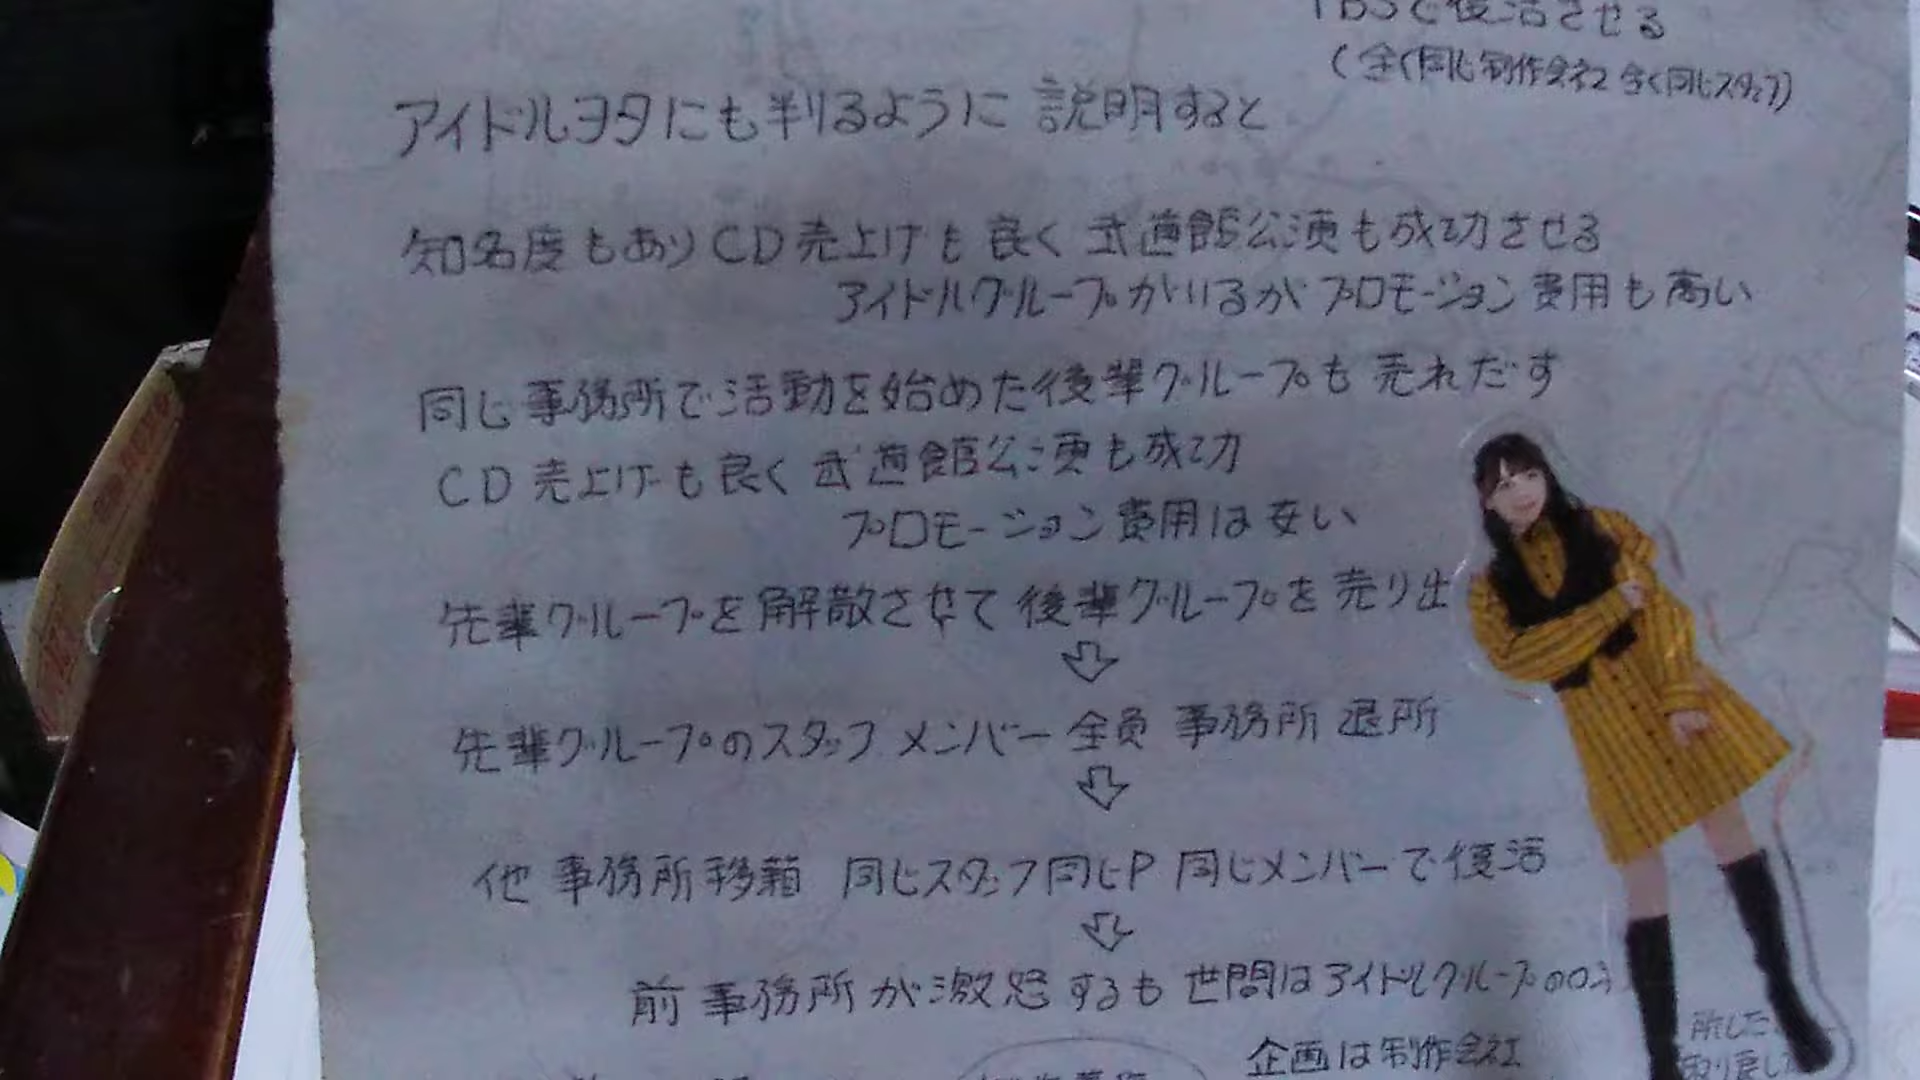 TBSで復活させる
(全く同じ制作会社 全く同じスタッフ)
アイドルヲタにも判るように 説明すると
知名度もあり CD売上げも 良く 武道館公演も成功させる
アイドルグループがいるが プロモーション費用も高い
同じ事務所で活動を始めた後輩グループも 売れだす
CD 売上げも良く 武道館公演も成功
プロモーション費用は安い
先輩グループを解散させて 後輩グループを売り出
先輩グループのスタッフ メンバー 全員 事務所 退所
他事務所移籍 同じスタッフ同じP 同じメンバーで復活
前事務所が激怒するも 世間はアイドルグループの
企画は制作会社
所した
取り戻し